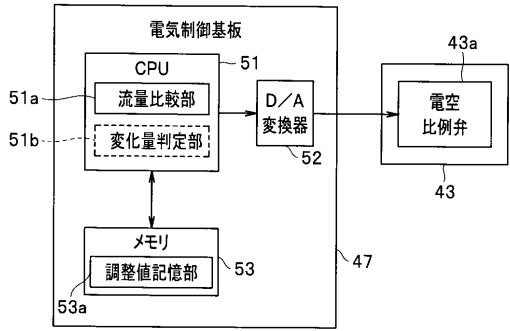 電気制御基板
CPU
51
51a
流量比較部
51b
変化量判定部
D/A
変換器
52
43a
電空
比例弁
43
メモリ
53
調整値記憶部
53a
47